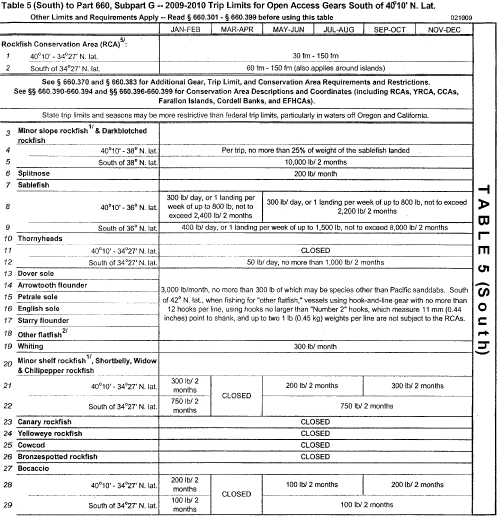 Table 5 (South) to Part 660, Subpart G -- 2009-2010 Trip Limits for Open Access Gears South of 40°10' N. Lat.
Other Limits and Requirements Apply -- Read § 660.301 - § 660.399 before using this table 021009
JAN-FEB MAR-APR MAY-JUN JUL-AUG SEP-OCT NOV-DEC
Rockfish Conservation Area (RCA)5/:
1 40°10' - 34°27' N. lat. 30 fm - 150 fm
2 South of 34°27' N. lat. 60 fm - 150 fm (also applies around islands)
See § 660.370 and § 660.383 for Additional Gear, Trip Limit, and Conservation Area Requirements and Restrictions.
See §§ 660.390-660.394 and §§ 660.396-660.399 for Conservation Area Descriptions and Coordinates (including RCAs, YRCA, CCAs,
Farallon Islands, Cordell Banks, and EFHCAs).
State trip limits and seasons may be more restrictive than federal trip limits, particularly in waters off Oregon and California.
3 Minor slope rockfish1/ & Darkblotched
rockfish
4 40°10' - 38° N. lat. Per trip, no more than 25% of weight of the sablefish landed
5 South of 38° N. lat. 10,000 lb/ 2 months
6 Splitnose 200 lb/ month
7 Sablefish
8 40°10' - 36° N. lat. 300 lb/ day, or 1 landing per
week of up to 800 lb, not to
exceed 2,400 lb/ 2 months 300 lb/ day, or 1 landing per week of up to 800 lb, not to exceed
2,200 lb/ 2 months
9 South of 36° N. lat. 400 lb/ day, or 1 landing per week of up to 1,500 lb, not to exceed 8,000 lb/ 2 months
10 Thornyheads
11 40°10' - 34°27' N. lat. CLOSED
12 South of 34°27' N. lat. 50 lb/ day, no more than 1,000 lb/ 2 months
13 Dover sole
14 Arrowtooth flounder
15 Petrale sole
16 English sole
17 Starry flounder
18 Other flatfish2/
3,000 lb/month, no more than 300 lb of which may be species other than Pacific sanddabs. South
of 42° N. lat., when fishing for "other flatfish," vessels using hook-and-line gear with no more than
12 hooks per line, using hooks no larger than "Number 2" hooks, which measure 11 mm (0.44
inches) point to shank, and up to two 1 lb (0.45 kg) weights per line are not subject to the RCAs.
19 Whiting 300 lb/ month
20 Minor shelf rockfish1/, Shortbelly, Widow
& Chilipepper rockfish
21 40°10' - 34°27' N. lat. 300 lb/ 2
months CLOSED 200 lb/ 2 months 300 lb/ 2 months
22 South of 34°27' N. lat. 750 lb/ 2
months 750 lb/ 2 months
23 Canary rockfish CLOSED
24 Yelloweye rockfish CLOSED
25 Cowcod CLOSED
26 Bronzespotted rockfish CLOSED
27 Bocaccio
28 40°10' - 34°27' N. lat. 200 lb/ 2
months CLOSED 100 lb/ 2 months 200 lb/ 2 months
29 South of 34°27' N. lat. 100 lb/ 2
months 100 lb/ 2 months
TABLE 5 (South)